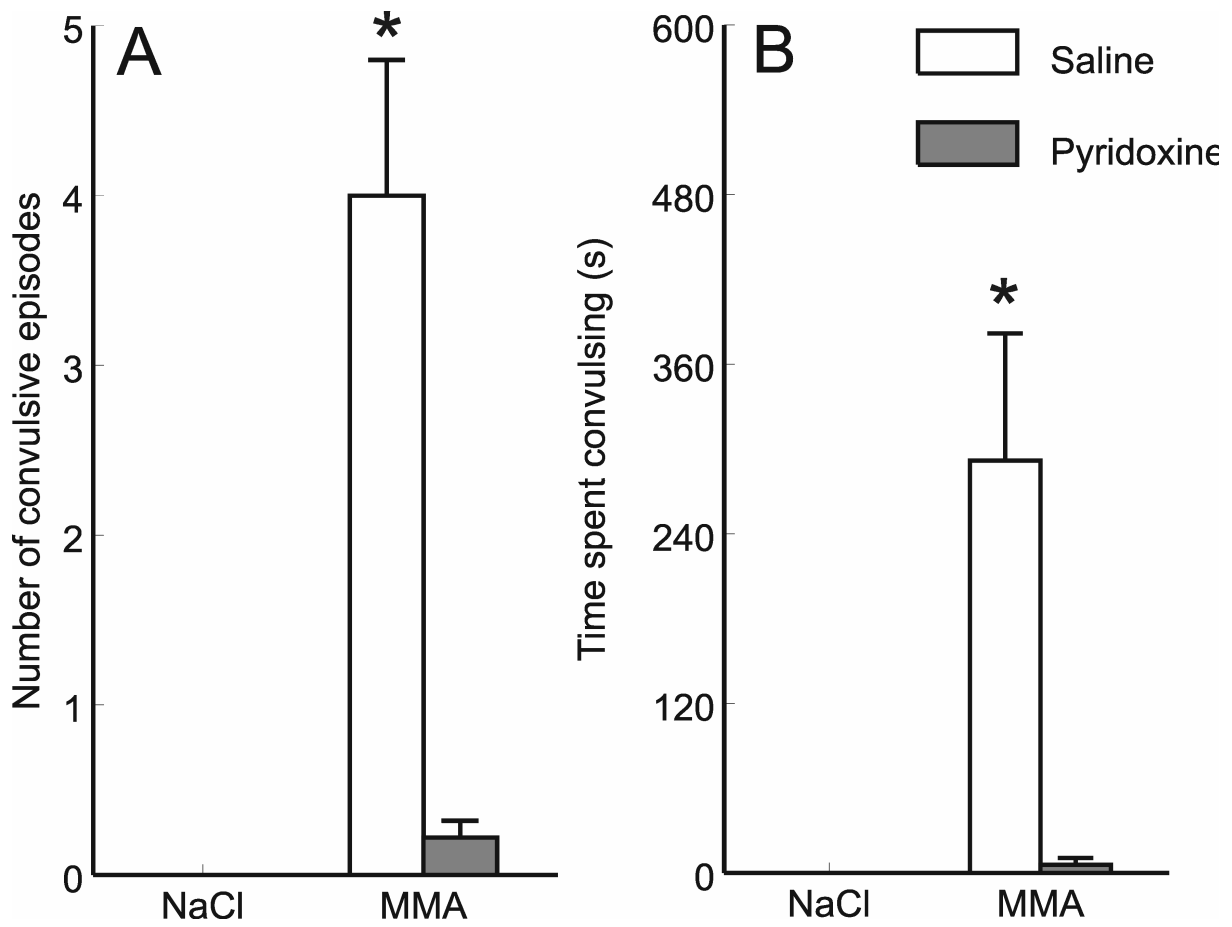 A
*
5
4
3
2
1
0
Number of convulsive episodes
NaCl
MMA
B
Saline
Pyridoxine
*
600
480
360
240
120
0
Time spent convulsing (s)
NaCl
MMA